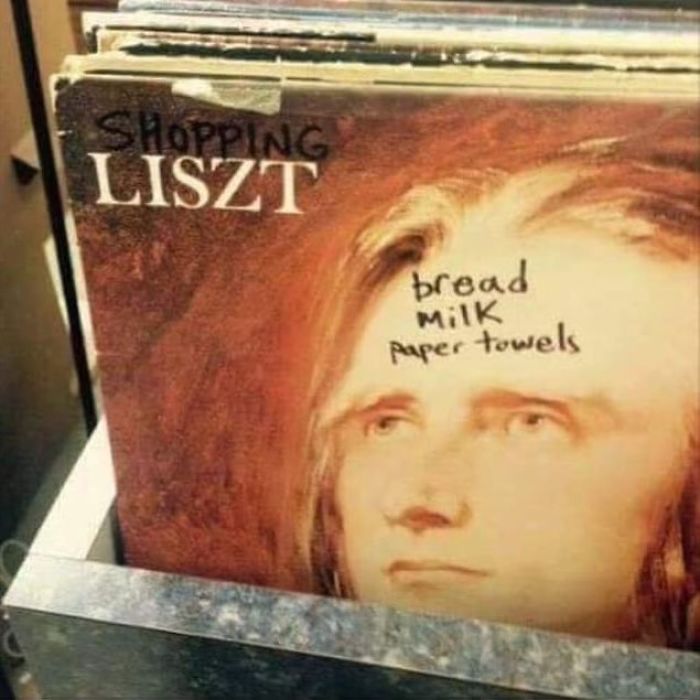 SHOPPING
LISZT
bread
milk
paper towels